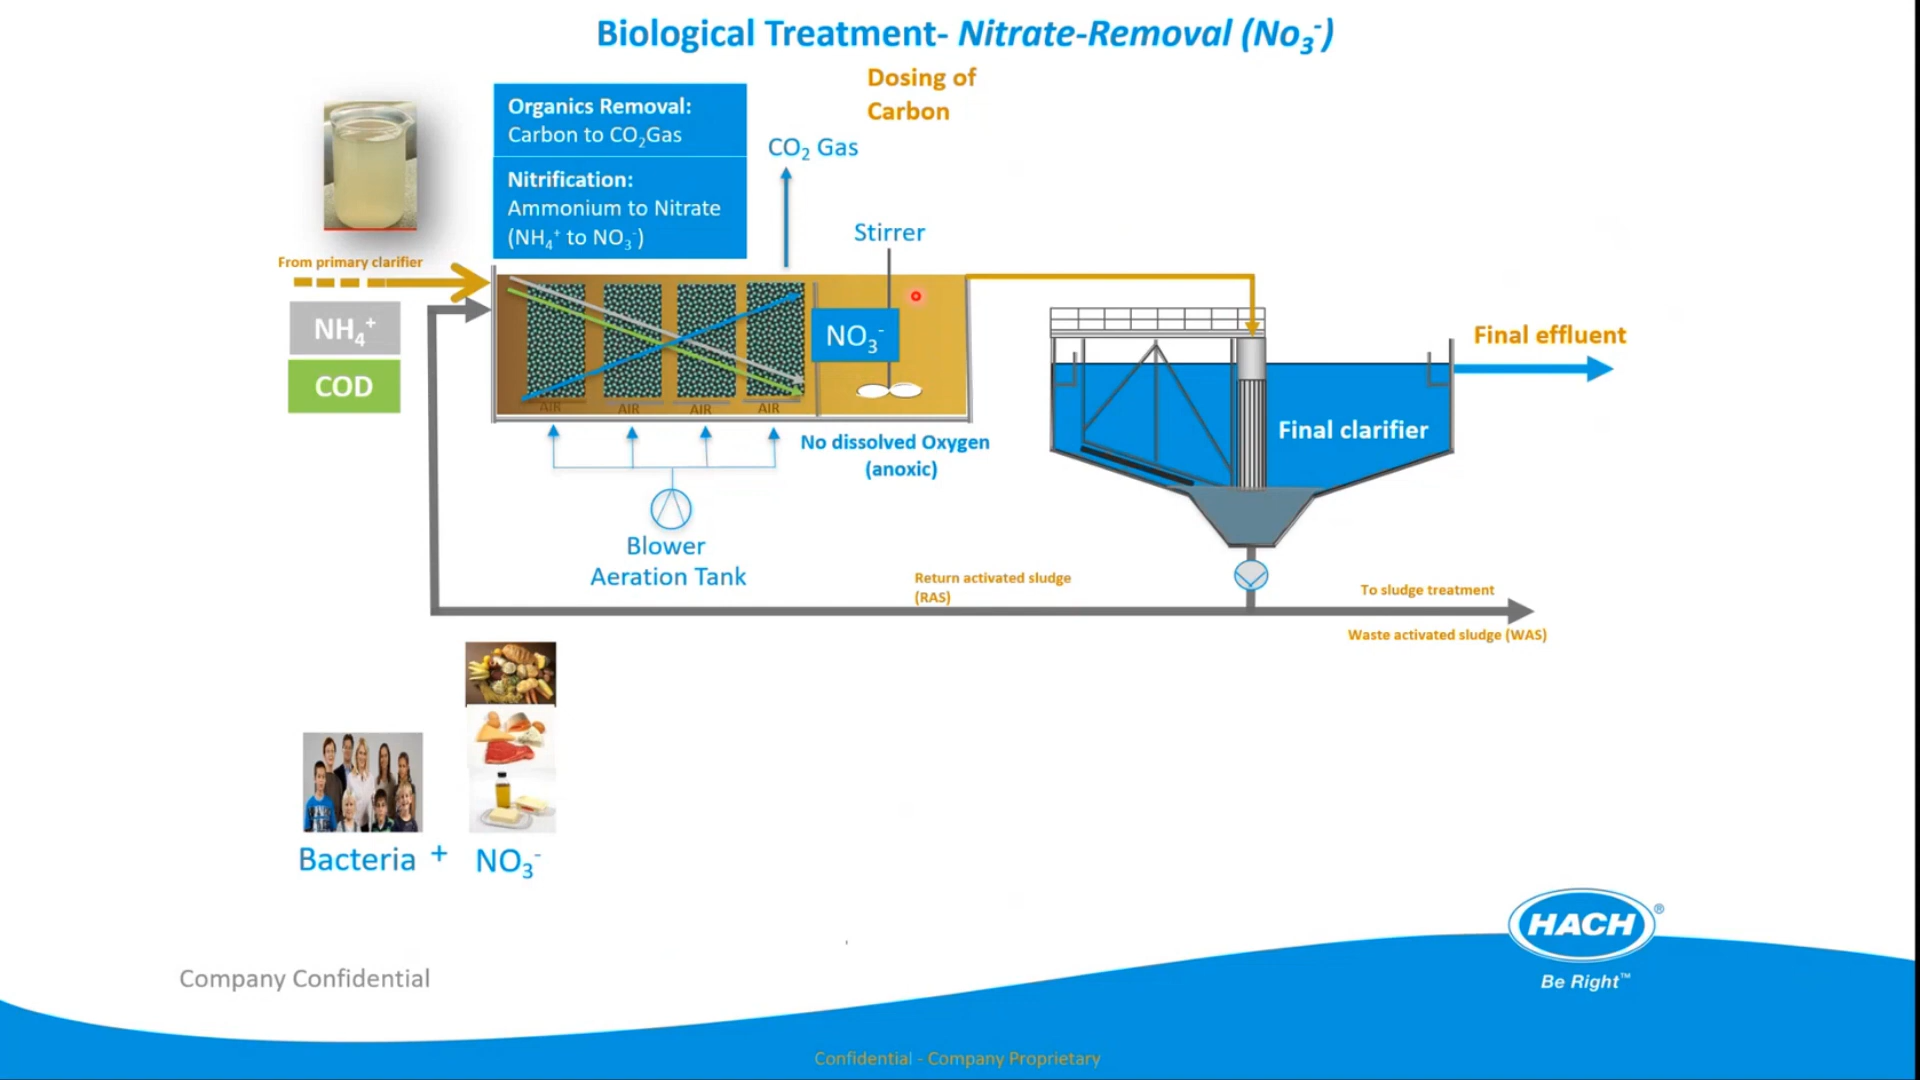 Biological Treatment- Nitrate-Removal (No₃⁻)
Dosing of
Carbon
Organics Removal:
Carbon to CO₂Gas
Nitrification:
Ammonium to Nitrate
(NH₄⁺ to NO₃⁻)
CO₂ Gas
Stirrer
From primary clarifier
NH₄⁺
COD
NO₃⁻
AIR
AIR
AIR
AIR
No dissolved Oxygen
(anoxic)
Final effluent
Final clarifier
Blower
Aeration Tank
Return activated sludge
(RAS)
To sludge treatment
Waste activated sludge (WAS)
Bacteria + NO₃⁻
HACH®
Be Right™
Company Confidential
Confidential - Company Proprietary